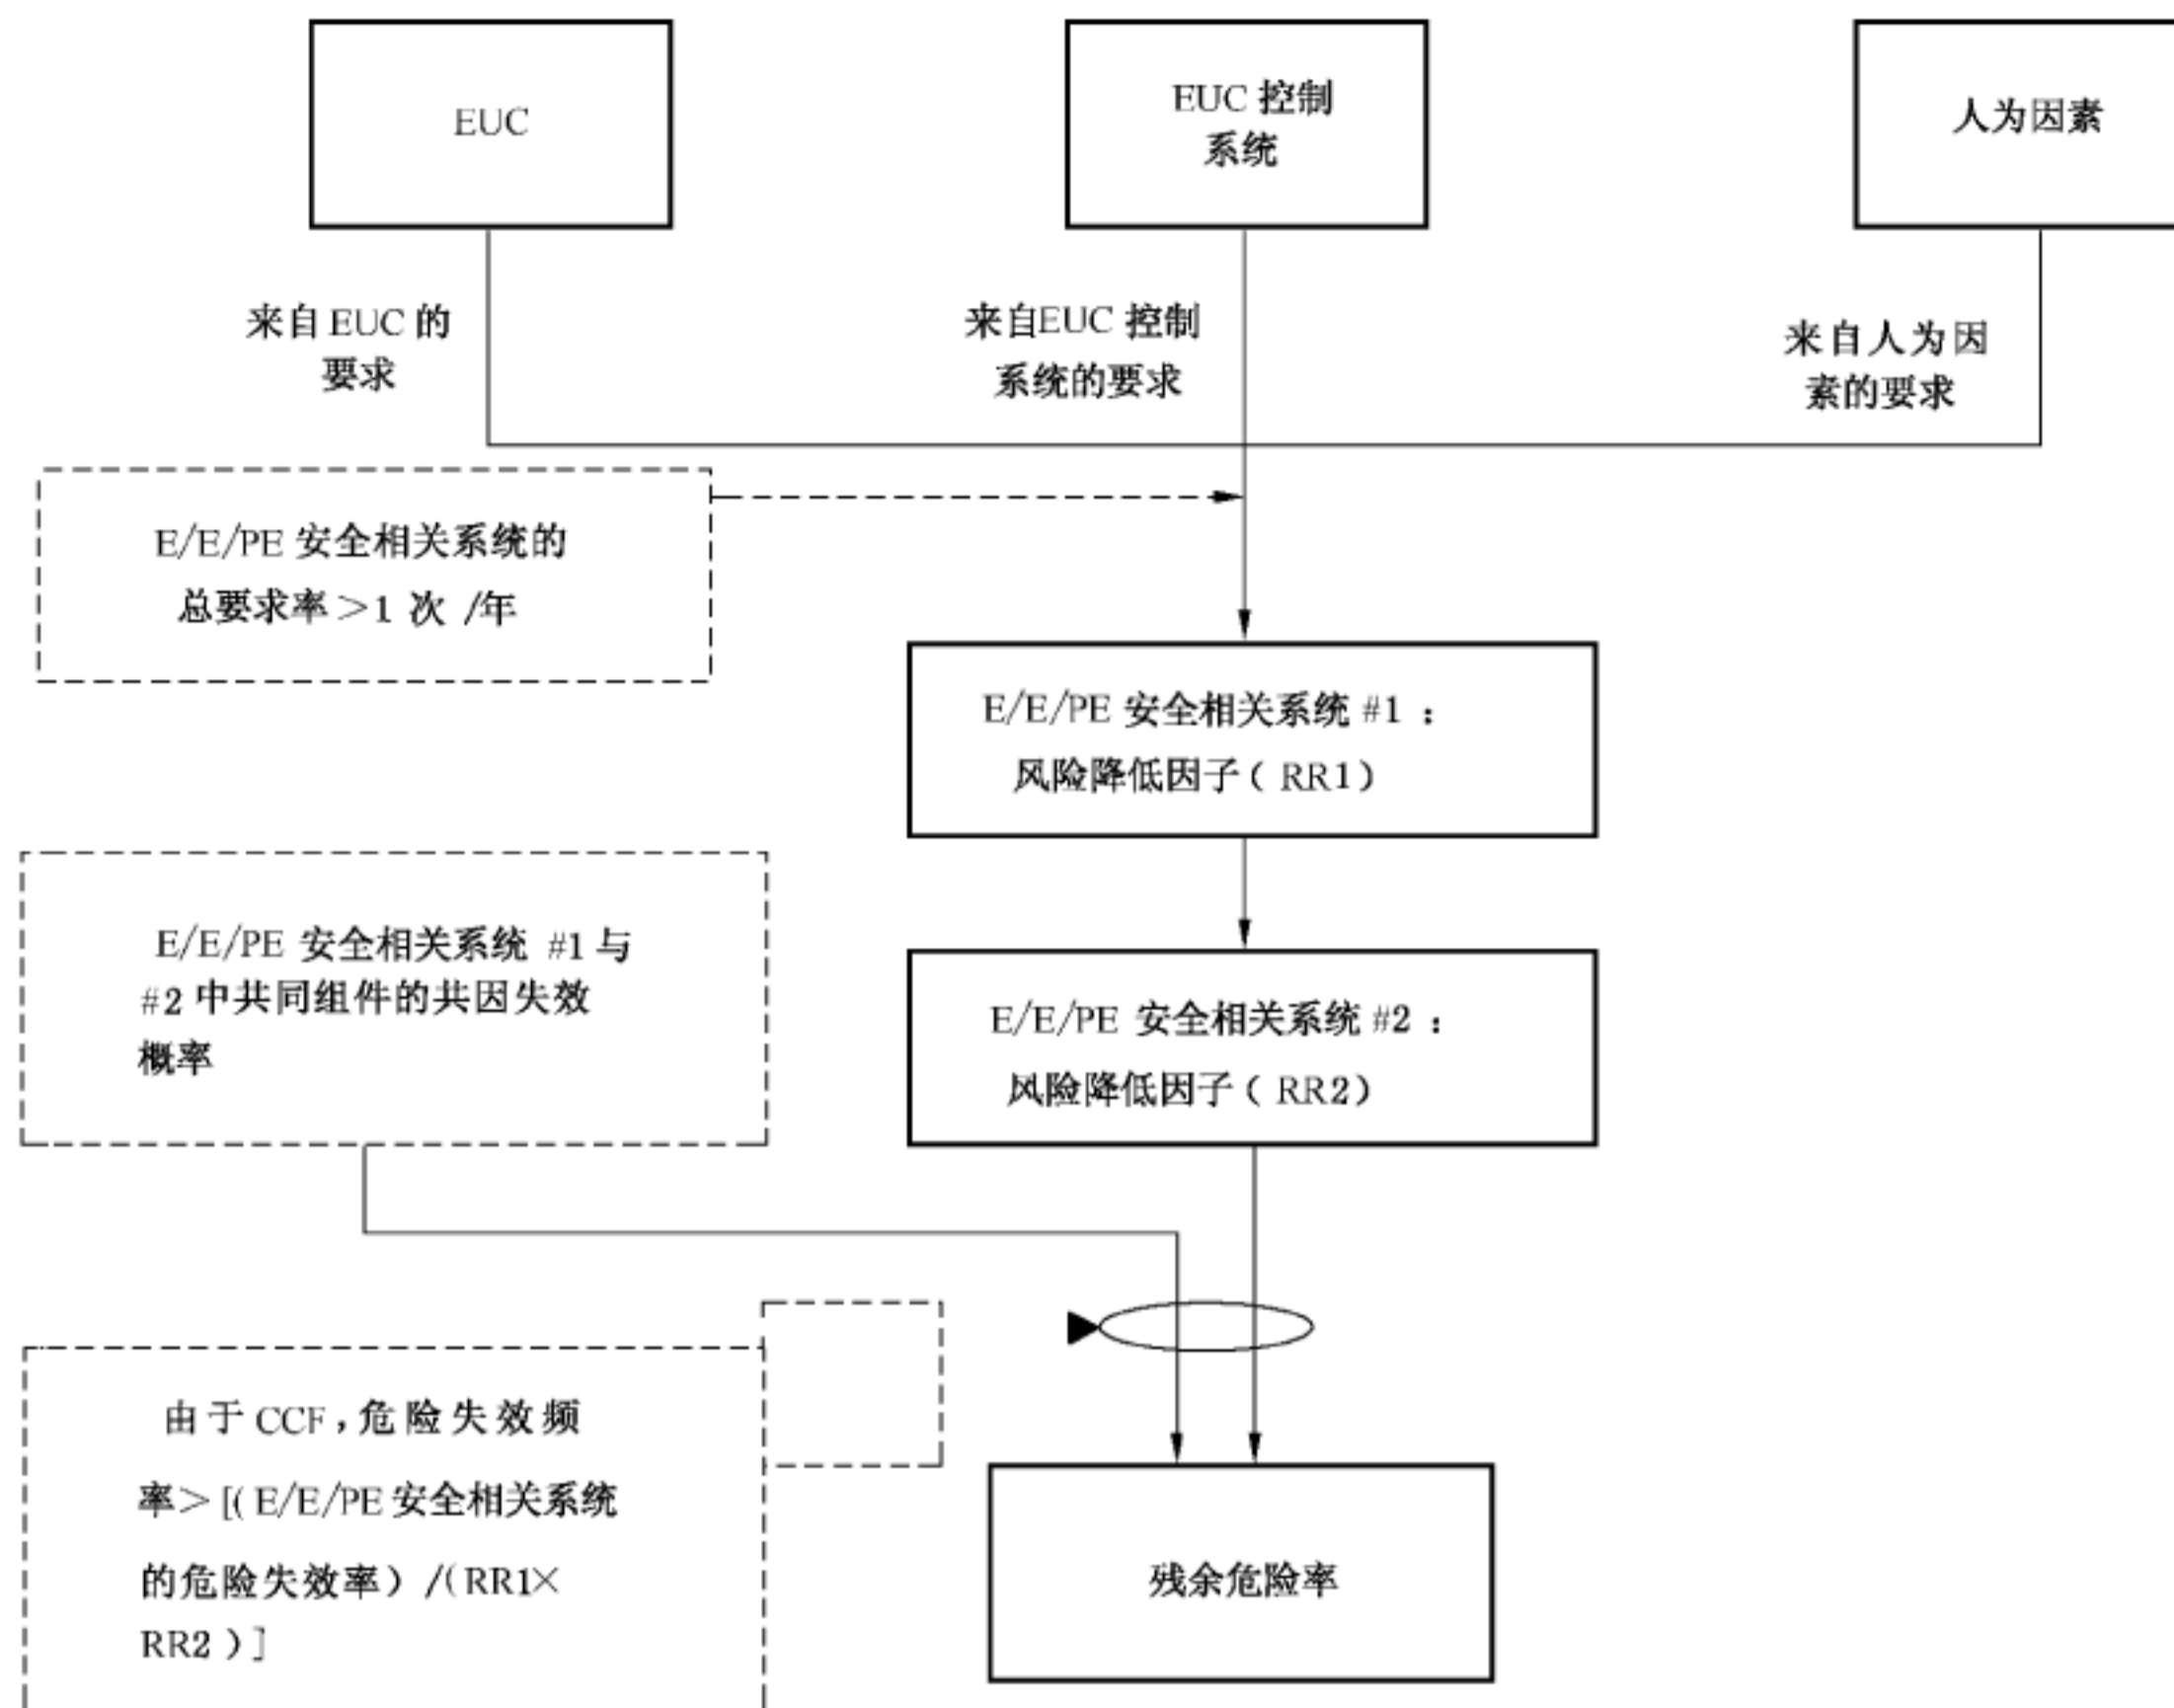 EUC
EUC 控制
系统
人为因素
来自 EUC 的
要求
来自EUC 控制
系统的要求
来自人为因
素的要求
E/E/PE 安全相关系统的
总要求率>1 次 /年
E/E/PE 安全相关系统 #1 :
风险降低因子( RR1)
E/E/PE 安全相关系统 #1 与
#2 中共同组件的共因失效
概率
E/E/PE 安全相关系统 #2 :
风险降低因子( RR2)
由于 CCF,危险失效频
率> [( E/E/PE 安全相关系统
的危险失效率) /(RR1×
RR2 )]
残余危险率